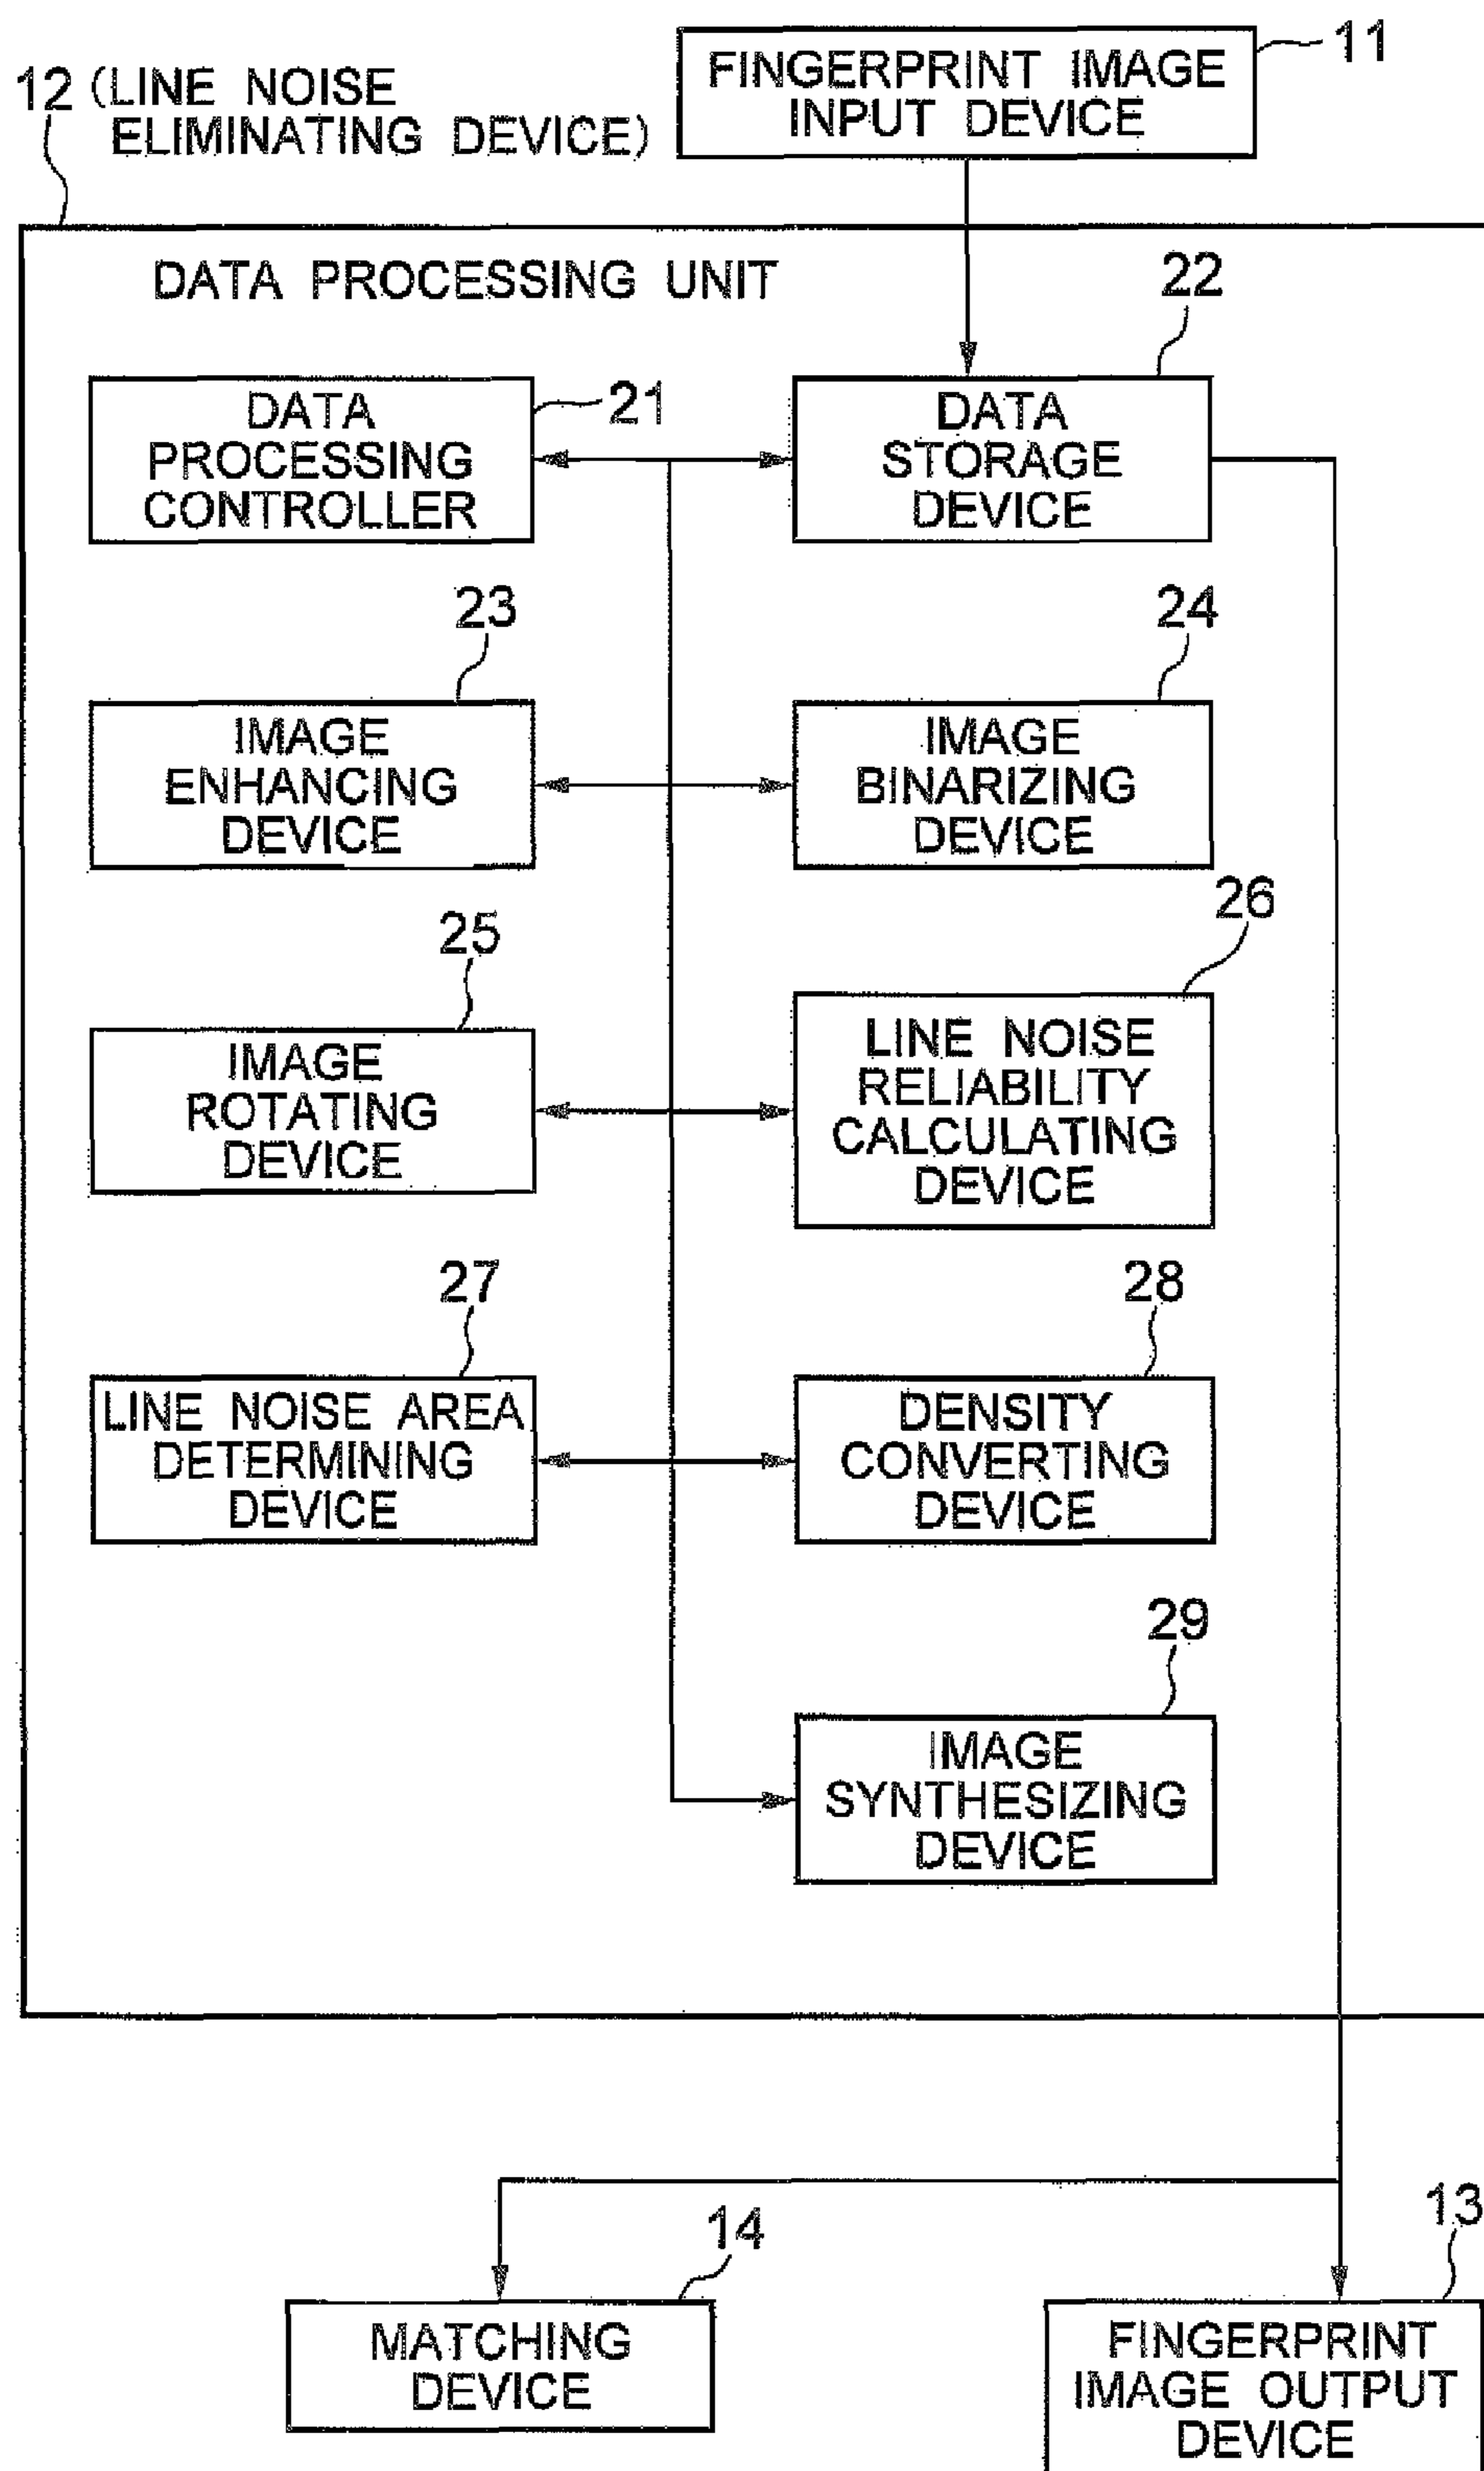 FINGERPRINT IMAGE
INPUT DEVICE
11
12 (LINE NOISE
ELIMINATING DEVICE)
DATA PROCESSING UNIT
22
DATA
PROCESSING
CONTROLLER
21
DATA
STORAGE
DEVICE
23
24
IMAGE
ENHANCING
DEVICE
IMAGE
BINARIZING
DEVICE
25
26
IMAGE
ROTATING
DEVICE
LINE NOISE
RELIABILITY
CALCULATING
DEVICE
27
28
LINE NOISE AREA
DETERMINING
DEVICE
DENSITY
CONVERTING
DEVICE
29
IMAGE
SYNTHESIZING
DEVICE
14
13
MATCHING
DEVICE
FINGERPRINT
IMAGE OUTPUT
DEVICE